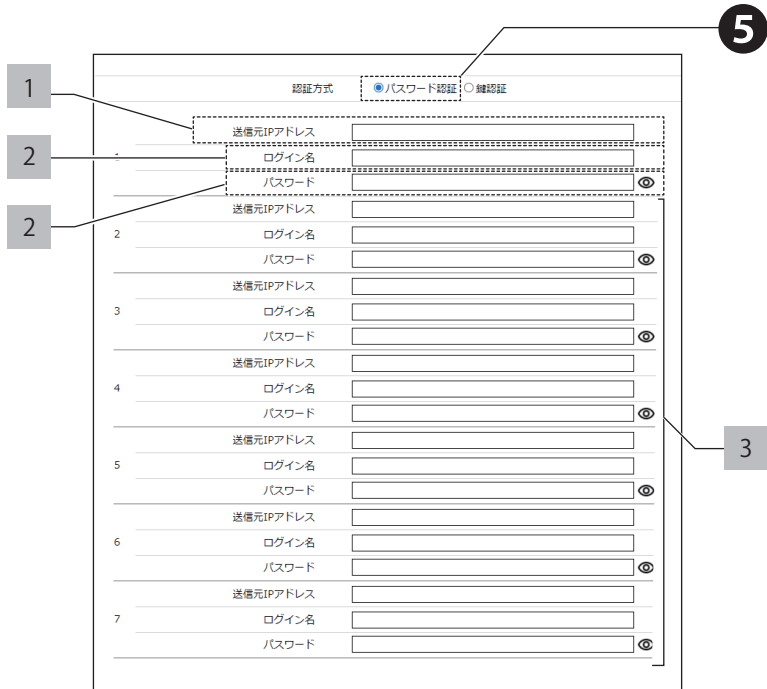 5
認証方式 パスワード認証 鍵認証
1
送信元IPアドレス
2 ログイン名
パスワード
2
送信元IPアドレス
2 ログイン名
パスワード
送信元IPアドレス
3 ログイン名
パスワード
送信元IPアドレス
4 ログイン名
パスワード
3
送信元IPアドレス
5 ログイン名
パスワード
送信元IPアドレス
6 ログイン名
パスワード
送信元IPアドレス
7 ログイン名
パスワード